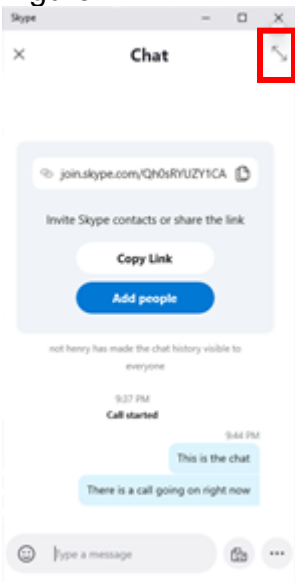 Skype
Chat
join.skype.com/Qh0sRYUZY1CA
Invite Skype contacts or share the link
Copy Link
Add people
not henry has made the chat history visible to
everyone
9:37 PM
Call started
9:44 PM
This is the chat
There is a call going on right now
Type a message